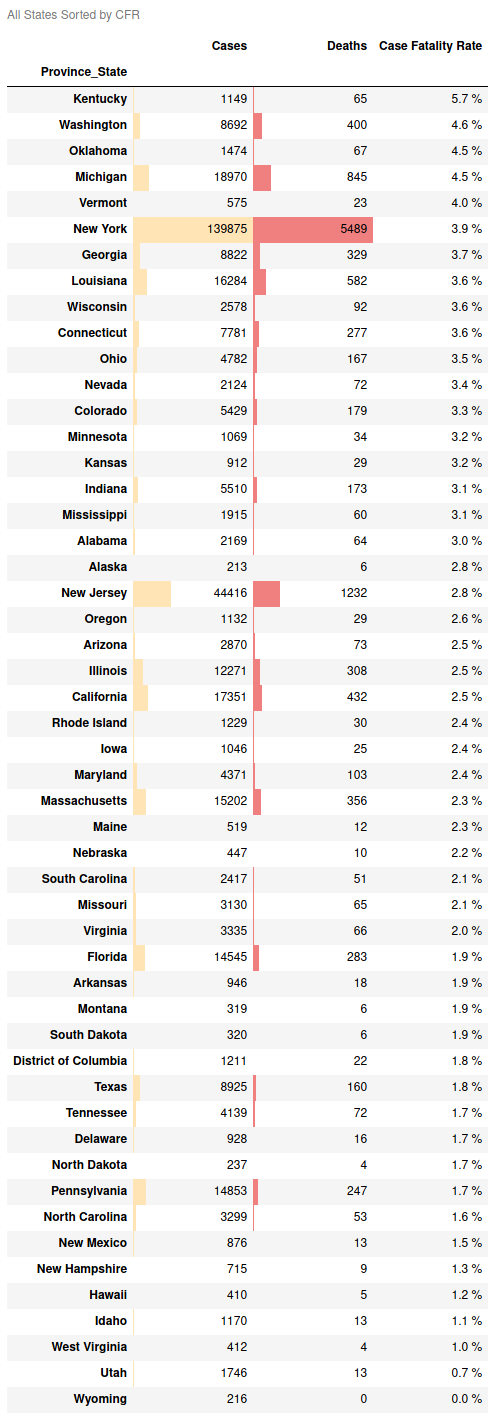 All States Sorted by CFR
Cases Deaths Case Fatality Rate
Province_State
Kentucky 1149 65 5.7 %
Washington 8692 400 4.6 %
Oklahoma 1474 67 4.5 %
Michigan 18970 845 4.5 %
Vermont 575 23 4.0 %
New York 139875 5489 3.9 %
Georgia 8822 329 3.7 %
Louisiana 16284 582 3.6 %
Wisconsin 2578 92 3.6 %
Connecticut 7781 277 3.6 %
Ohio 4782 167 3.5 %
Nevada 2124 72 3.4 %
Colorado 5429 179 3.3 %
Minnesota 1069 34 3.2 %
Kansas 912 29 3.2 %
Indiana 5510 173 3.1 %
Mississippi 1915 60 3.1 %
Alabama 2169 64 3.0 %
Alaska 213 6 2.8 %
New Jersey 44416 1232 2.8 %
Oregon 1132 29 2.6 %
Arizona 2870 73 2.5 %
Illinois 12271 308 2.5 %
California 17351 432 2.5 %
Rhode Island 1229 30 2.4 %
Iowa 1046 25 2.4 %
Maryland 4371 103 2.4 %
Massachusetts 15202 356 2.3 %
Maine 519 12 2.3 %
Nebraska 447 10 2.2 %
South Carolina 2417 51 2.1 %
Missouri 3130 65 2.1 %
Virginia 3335 66 2.0 %
Florida 14545 283 1.9 %
Arkansas 946 18 1.9 %
Montana 319 6 1.9 %
South Dakota 320 6 1.9 %
District of Columbia 1211 22 1.8 %
Texas 8925 160 1.8 %
Tennessee 4139 72 1.7 %
Delaware 928 16 1.7 %
North Dakota 237 4 1.7 %
Pennsylvania 14853 247 1.7 %
North Carolina 3299 53 1.6 %
New Mexico 876 13 1.5 %
New Hampshire 715 9 1.3 %
Hawaii 410 5 1.2 %
Idaho 1170 13 1.1 %
West Virginia 412 4 1.0 %
Utah 1746 13 0.7 %
Wyoming 216 0 0.0 %